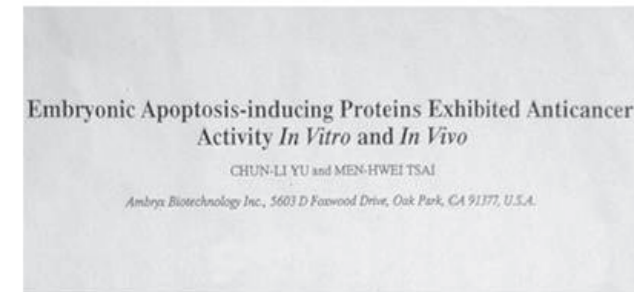 Embryonic Apoptosis-inducing Proteins Exhibited Anticancer
Activity In Vitro and In Vivo
CHUN-LI YU and MEN-HWEI TSAI
Ambryx Biotechnology Inc., 5603 D Foxwood Drive, Oak Park, CA 91377, U.S.A.